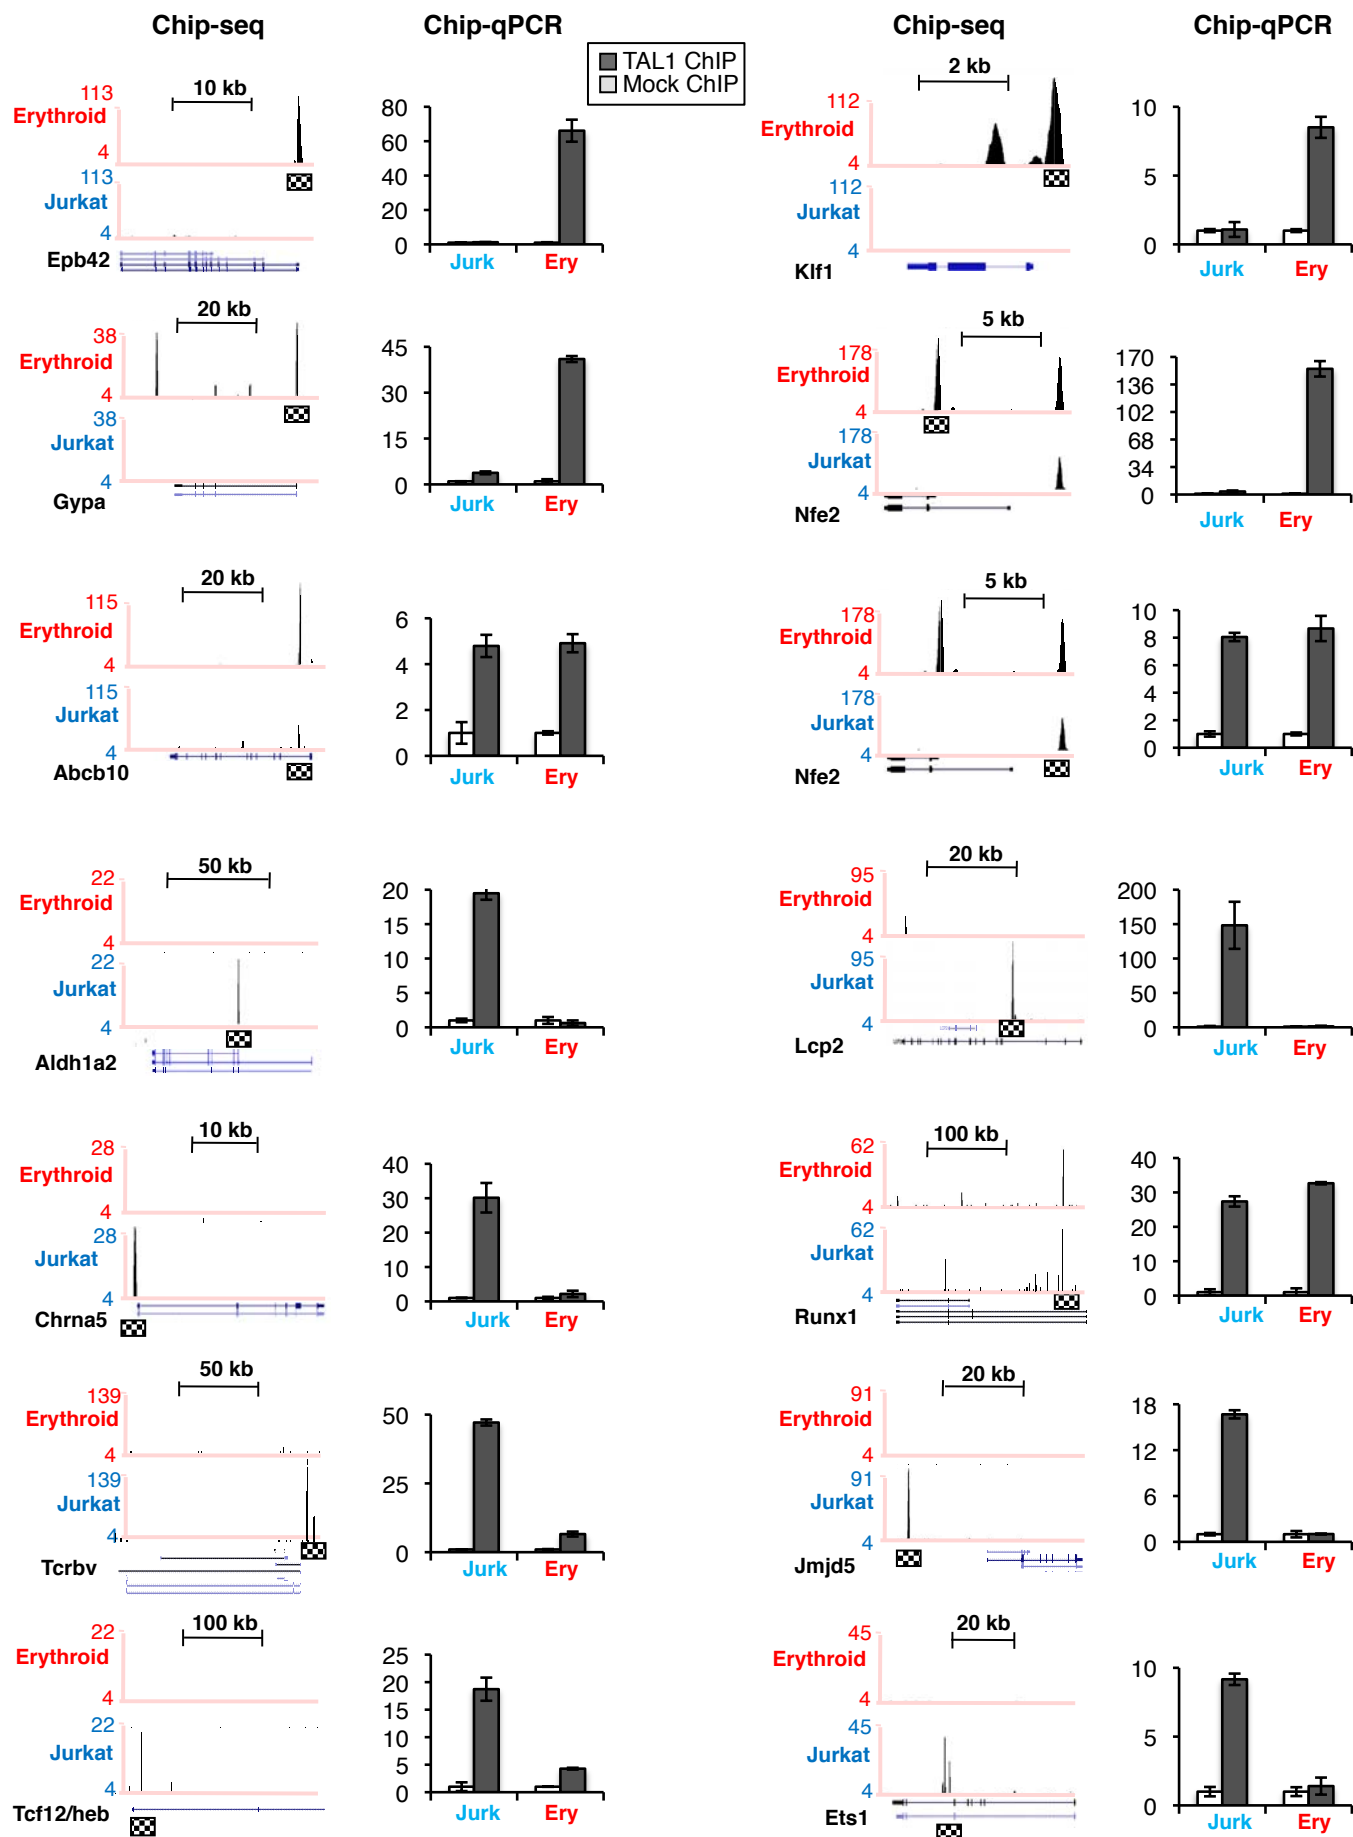 Chip-seq Chip-qPCR Chip-seq Chip-qPCR
TAL1 ChIP
Mock ChIP
10 kb
113
Erythroid
4
113
Jurkat
4
Epb42
80
60
40
20
0
Jurk Ery
2 kb
112
Erythroid
4
112
Jurkat
4
Klf1
10
5
0
Jurk Ery
20 kb
38
Erythroid
4
38
Jurkat
4
Gypa
45
30
15
0
Jurk Ery
5 kb
178
Erythroid
4
178
Jurkat
4
Nfe2
170
136
102
68
34
0
Jurk Ery
20 kb
115
Erythroid
4
115
Jurkat
4
Abcb10
6
4
2
0
Jurk Ery
5 kb
178
Erythroid
4
178
Jurkat
4
Nfe2
10
8
6
4
2
0
Jurk Ery
50 kb
22
Erythroid
4
22
Jurkat
4
Aldh1a2
20
15
10
5
0
Jurk Ery
20 kb
95
Erythroid
4
95
Jurkat
4
Lcp2
200
150
100
50
0
Jurk Ery
10 kb
28
Erythroid
4
28
Jurkat
4
Chrna5
40
30
20
10
0
Jurk Ery
100 kb
62
Erythroid
4
62
Jurkat
4
Runx1
40
30
20
10
0
Jurk Ery
50 kb
139
Erythroid
4
139
Jurkat
4
Tcrbv
50
25
0
Jurk Ery
20 kb
91
Erythroid
4
91
Jurkat
4
Jmjd5
18
12
6
0
Jurk Ery
100 kb
22
Erythroid
4
22
Jurkat
4
Tcf12/heb
25
20
15
10
5
0
Jurk Ery
20 kb
45
Erythroid
4
45
Jurkat
4
Ets1
10
5
0
Jurk Ery